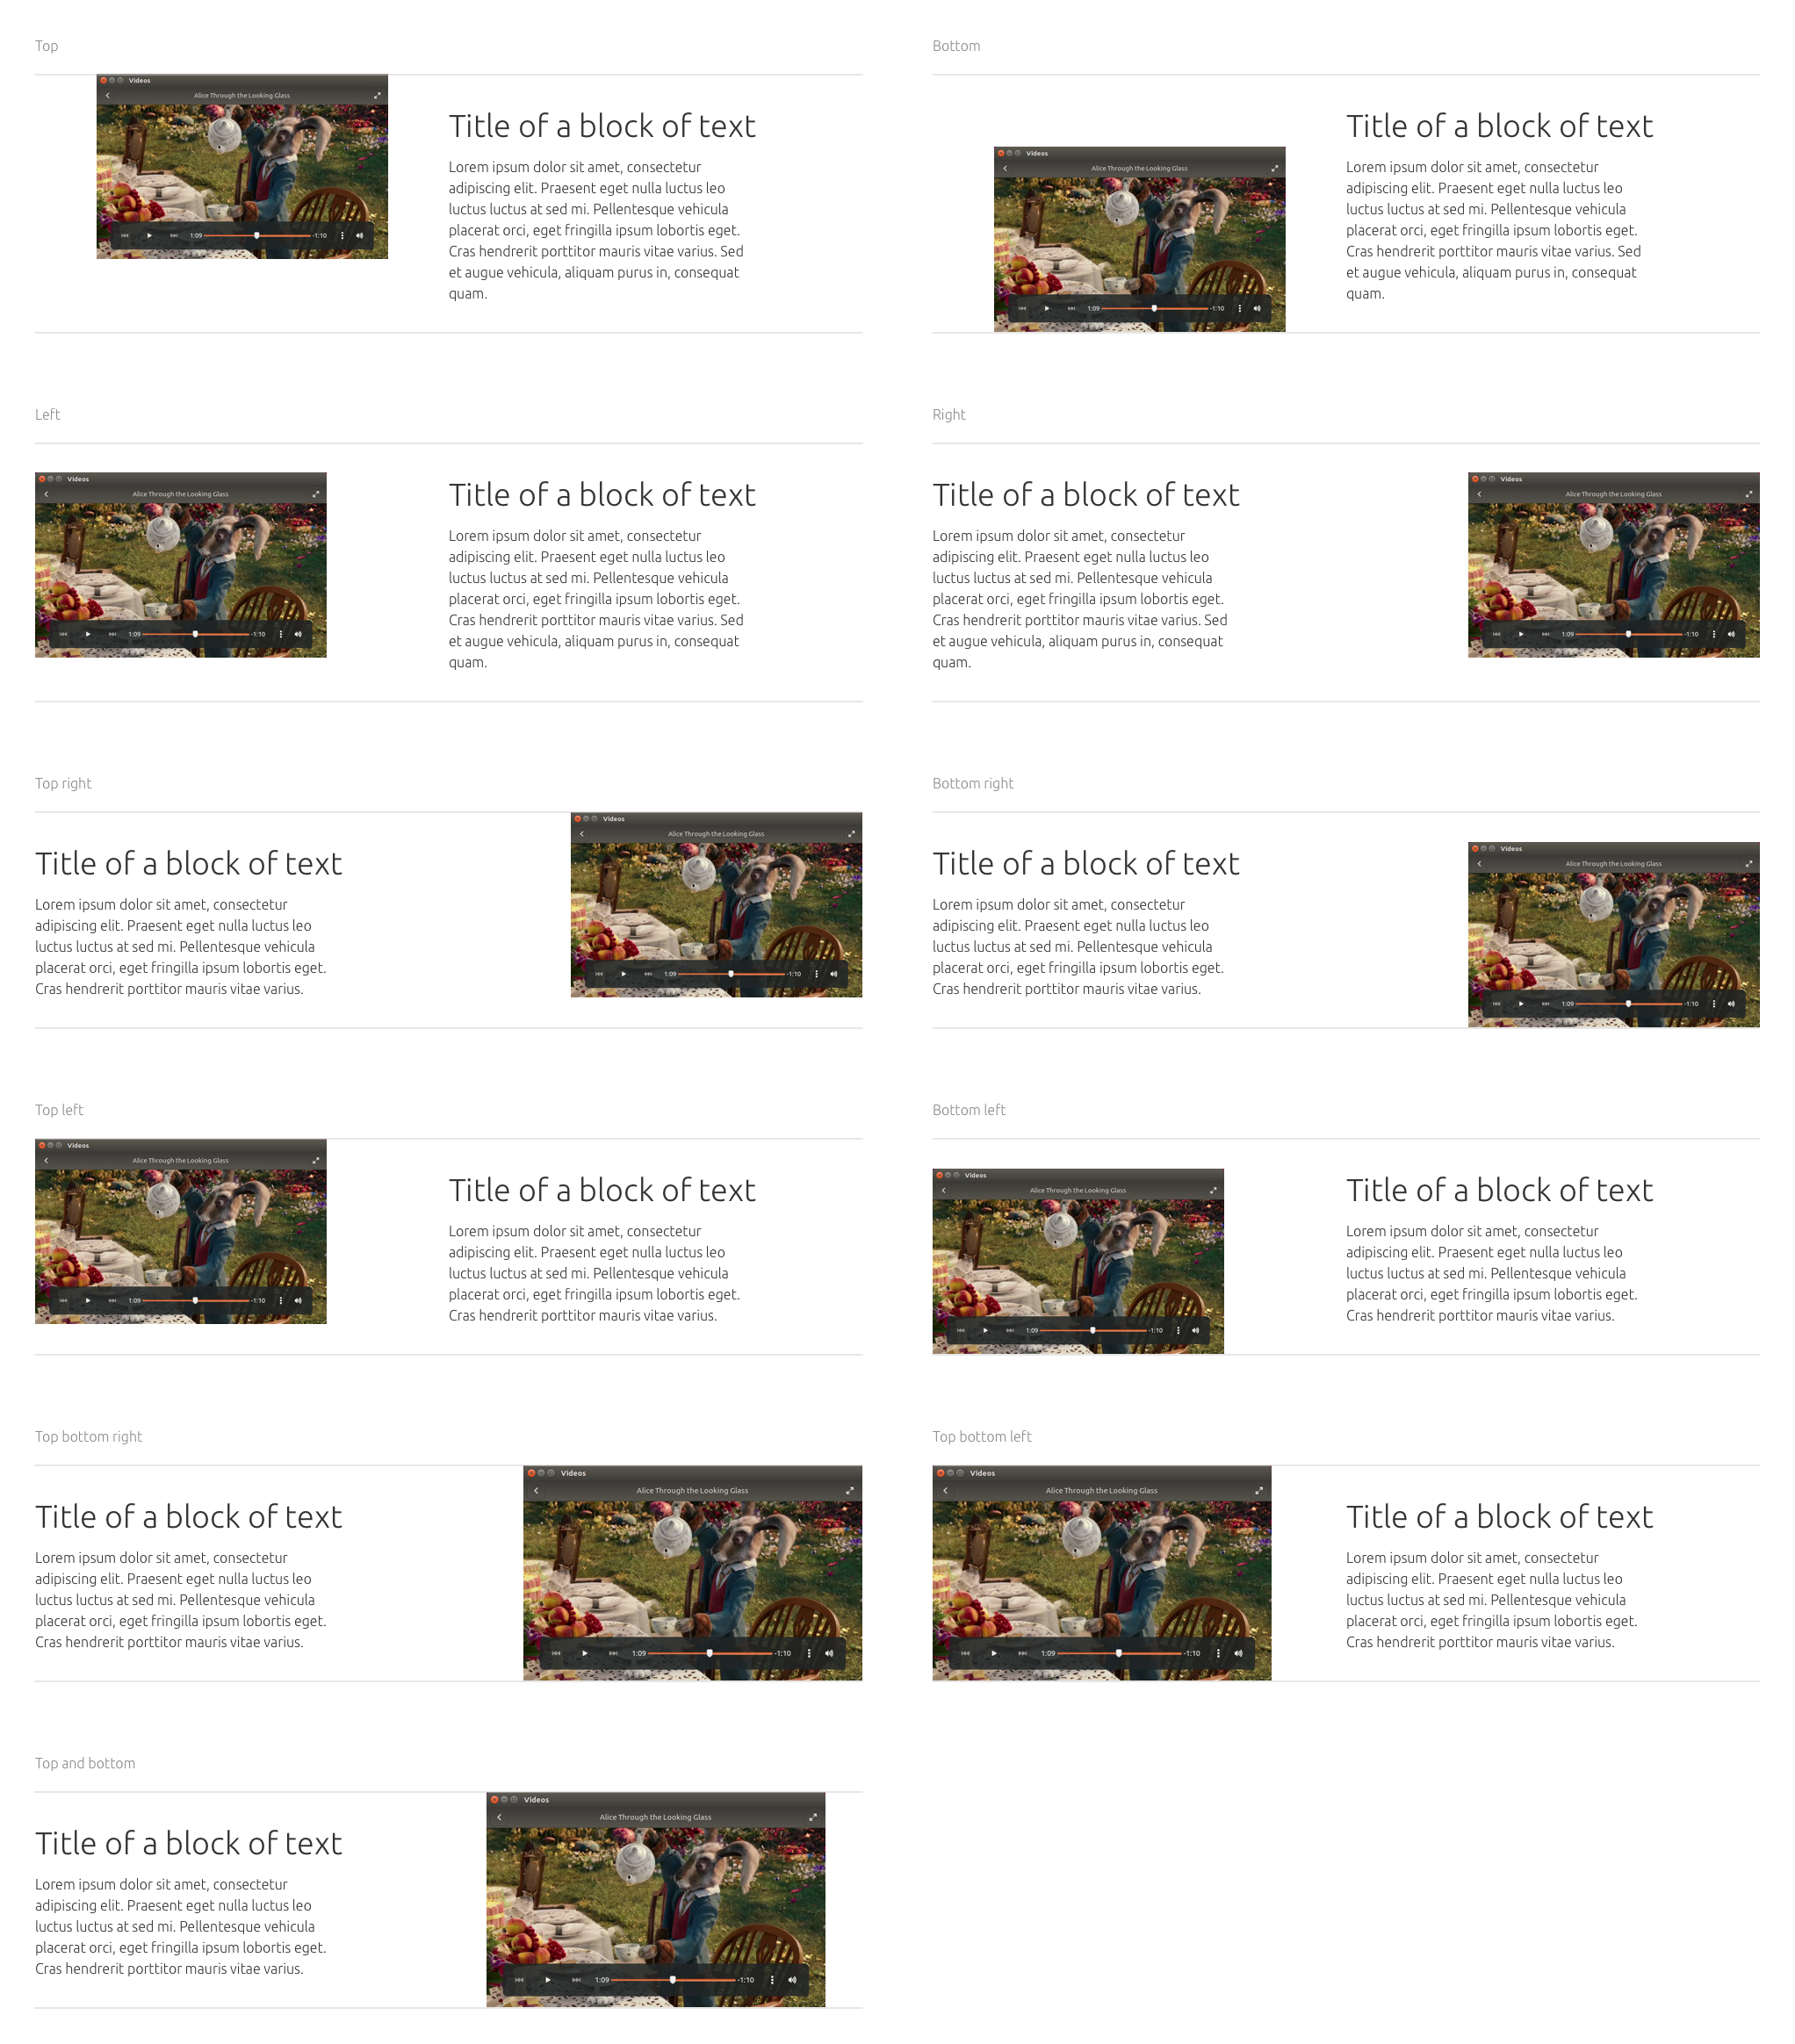 Top
Videos
Alice Through the Looking Glass
1:09 -1:10
Title of a block of text
Lorem ipsum dolor sit amet, consectetur
adipiscing elit. Praesent eget nulla luctus leo
luctus luctus at sed mi. Pellentesque vehicula
placerat orci, eget fringilla ipsum lobortis eget.
Cras hendrerit porttitor mauris vitae varius. Sed
et augue vehicula, aliquam purus in, consequat
quam.
Bottom
Videos
Alice Through the Looking Glass
1:09 -1:10
Title of a block of text
Lorem ipsum dolor sit amet, consectetur
adipiscing elit. Praesent eget nulla luctus leo
luctus luctus at sed mi. Pellentesque vehicula
placerat orci, eget fringilla ipsum lobortis eget.
Cras hendrerit porttitor mauris vitae varius. Sed
et augue vehicula, aliquam purus in, consequat
quam.
Left
Videos
Alice Through the Looking Glass
1:09 -1:10
Title of a block of text
Lorem ipsum dolor sit amet, consectetur
adipiscing elit. Praesent eget nulla luctus leo
luctus luctus at sed mi. Pellentesque vehicula
placerat orci, eget fringilla ipsum lobortis eget.
Cras hendrerit porttitor mauris vitae varius. Sed
et augue vehicula, aliquam purus in, consequat
quam.
Right
Title of a block of text
Lorem ipsum dolor sit amet, consectetur
adipiscing elit. Praesent eget nulla luctus leo
luctus luctus at sed mi. Pellentesque vehicula
placerat orci, eget fringilla ipsum lobortis eget.
Cras hendrerit porttitor mauris vitae varius. Sed
et augue vehicula, aliquam purus in, consequat
quam.
Videos
Alice Through the Looking Glass
1:09 -1:10
Top right
Title of a block of text
Lorem ipsum dolor sit amet, consectetur
adipiscing elit. Praesent eget nulla luctus leo
luctus luctus at sed mi. Pellentesque vehicula
placerat orci, eget fringilla ipsum lobortis eget.
Cras hendrerit porttitor mauris vitae varius.
Videos
Alice Through the Looking Glass
1:09 -1:10
Bottom right
Title of a block of text
Lorem ipsum dolor sit amet, consectetur
adipiscing elit. Praesent eget nulla luctus leo
luctus luctus at sed mi. Pellentesque vehicula
placerat orci, eget fringilla ipsum lobortis eget.
Cras hendrerit porttitor mauris vitae varius.
Videos
Alice Through the Looking Glass
1:09 -1:10
Top left
Videos
Alice Through the Looking Glass
1:09 -1:10
Title of a block of text
Lorem ipsum dolor sit amet, consectetur
adipiscing elit. Praesent eget nulla luctus leo
luctus luctus at sed mi. Pellentesque vehicula
placerat orci, eget fringilla ipsum lobortis eget.
Cras hendrerit porttitor mauris vitae varius.
Bottom left
Videos
Alice Through the Looking Glass
1:09 -1:10
Title of a block of text
Lorem ipsum dolor sit amet, consectetur
adipiscing elit. Praesent eget nulla luctus leo
luctus luctus at sed mi. Pellentesque vehicula
placerat orci, eget fringilla ipsum lobortis eget.
Cras hendrerit porttitor mauris vitae varius.
Top bottom right
Title of a block of text
Lorem ipsum dolor sit amet, consectetur
adipiscing elit. Praesent eget nulla luctus leo
luctus luctus at sed mi. Pellentesque vehicula
placerat orci, eget fringilla ipsum lobortis eget.
Cras hendrerit porttitor mauris vitae varius.
Videos
Alice Through the Looking Glass
1:09 -1:10
Top bottom left
Videos
Alice Through the Looking Glass
1:09 -1:10
Title of a block of text
Lorem ipsum dolor sit amet, consectetur
adipiscing elit. Praesent eget nulla luctus leo
luctus luctus at sed mi. Pellentesque vehicula
placerat orci, eget fringilla ipsum lobortis eget.
Cras hendrerit porttitor mauris vitae varius.
Top and bottom
Title of a block of text
Lorem ipsum dolor sit amet, consectetur
adipiscing elit. Praesent eget nulla luctus leo
luctus luctus at sed mi. Pellentesque vehicula
placerat orci, eget fringilla ipsum lobortis eget.
Cras hendrerit porttitor mauris vitae varius.
Videos
Alice Through the Looking Glass
1:09 -1:10